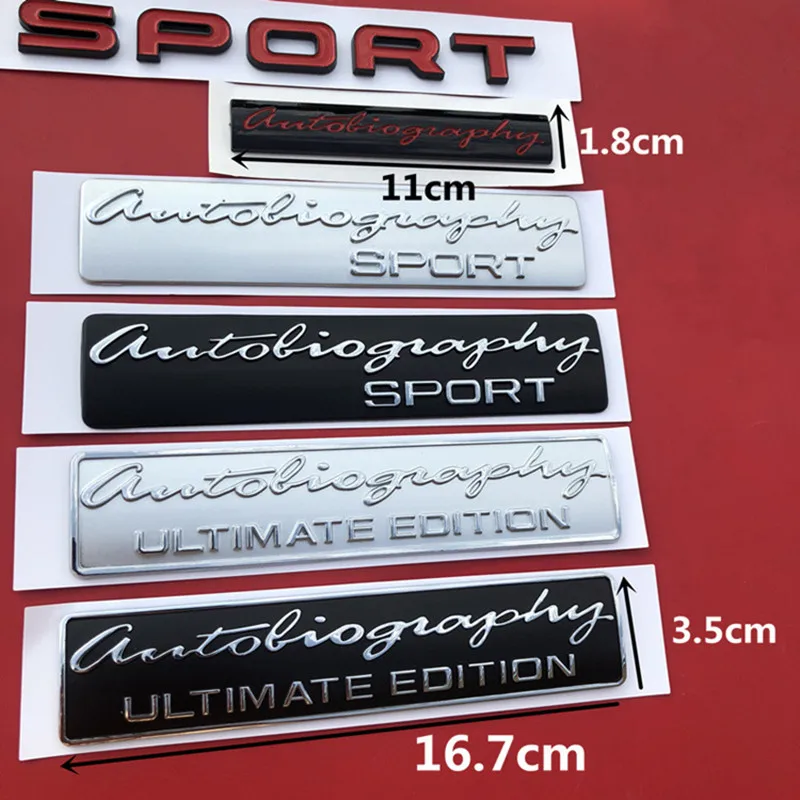 SPORT
Autobiography
1.8cm
11cm
Autobiography
SPORT
Autobiography
SPORT
Autobiography
ULTIMATE EDITION
Autobiography
ULTIMATE EDITION
3.5cm
16.7cm